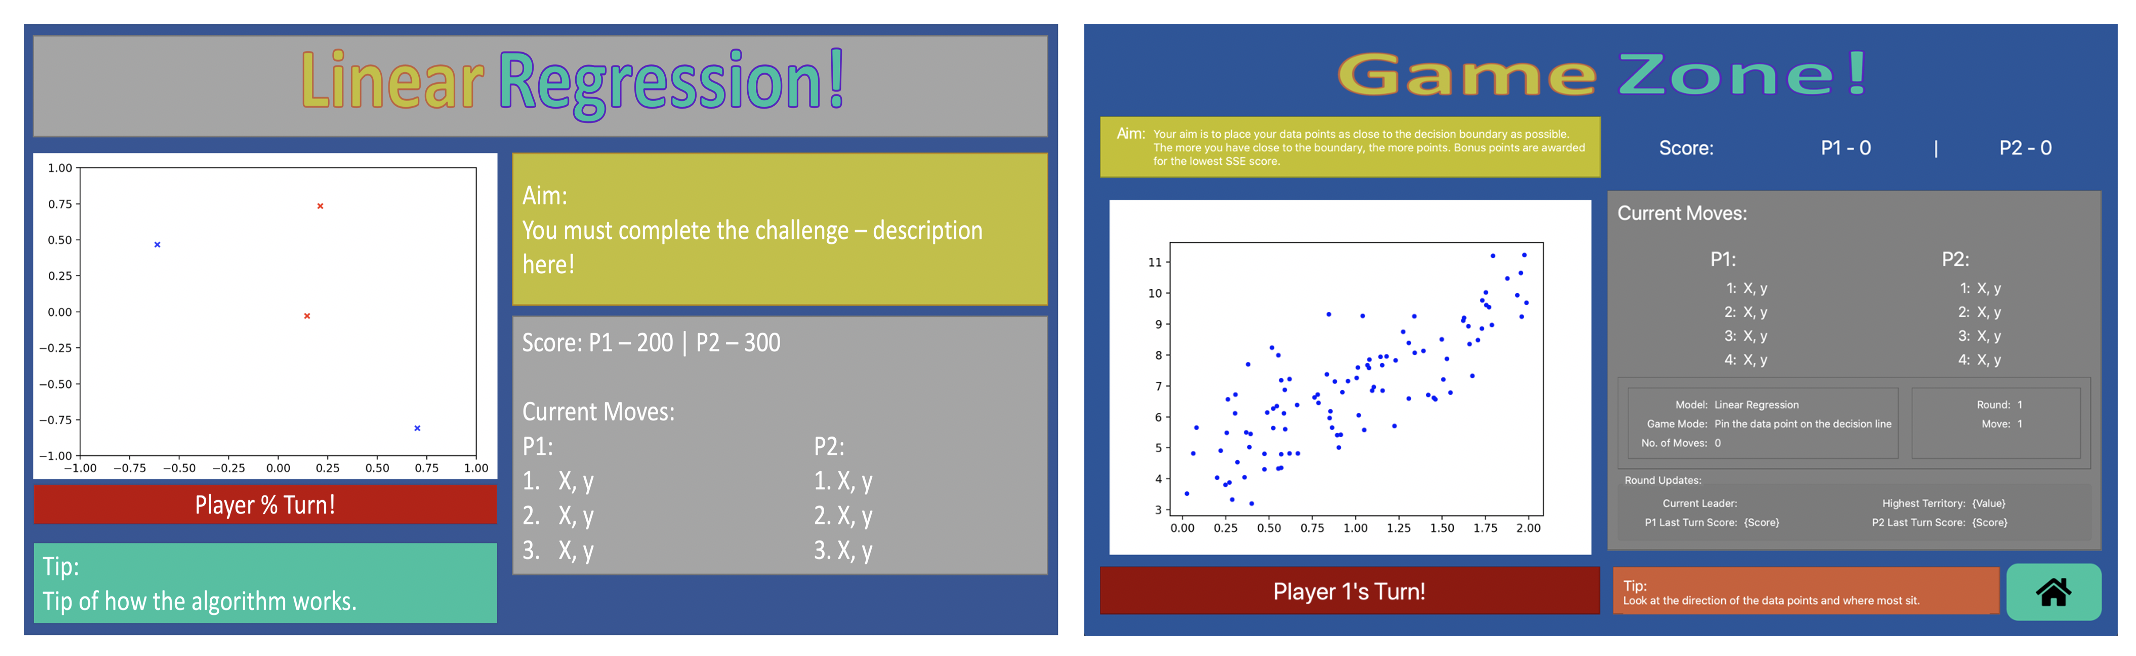 Linear Regression!
1.00
0.75
0.50
0.25
0.00
−0.25
−0.50
−0.75
−1.00
−1.00 −0.75 −0.50 −0.25 0.00 0.25 0.50 0.75 1.00
Player % Turn!
Tip:
Tip of how the algorithm works.
Aim:
You must complete the challenge – description
here!
Score: P1 – 200 | P2 – 300
Current Moves:
P1: P2:
1. X, y 1. X, y
2. X, y 2. X, y
3. X, y 3. X, y
Game Zone!
Aim: Your aim is to place your data points as close to the decision boundary as possible.
The more you have close to the boundary, the more points. Bonus points are awarded
for the lowest SSE score.
Score: P1 - 0 | P2 - 0
11
10
9
8
7
6
5
4
3
0.00 0.25 0.50 0.75 1.00 1.25 1.50 1.75 2.00
Player 1's Turn!
Current Moves:
P1: P2:
1: X, y 1: X, y
2: X, y 2: X, y
3: X, y 3: X, y
4: X, y 4: X, y
Model: Linear Regression
Game Mode: Pin the data point on the decision line
No. of Moves: 0
Round: 1
Move: 1
Round Updates:
Current Leader: Highest Territory: {Value}
P1 Last Turn Score: {Score} P2 Last Turn Score: {Score}
Tip:
Look at the direction of the data points and where most sit.